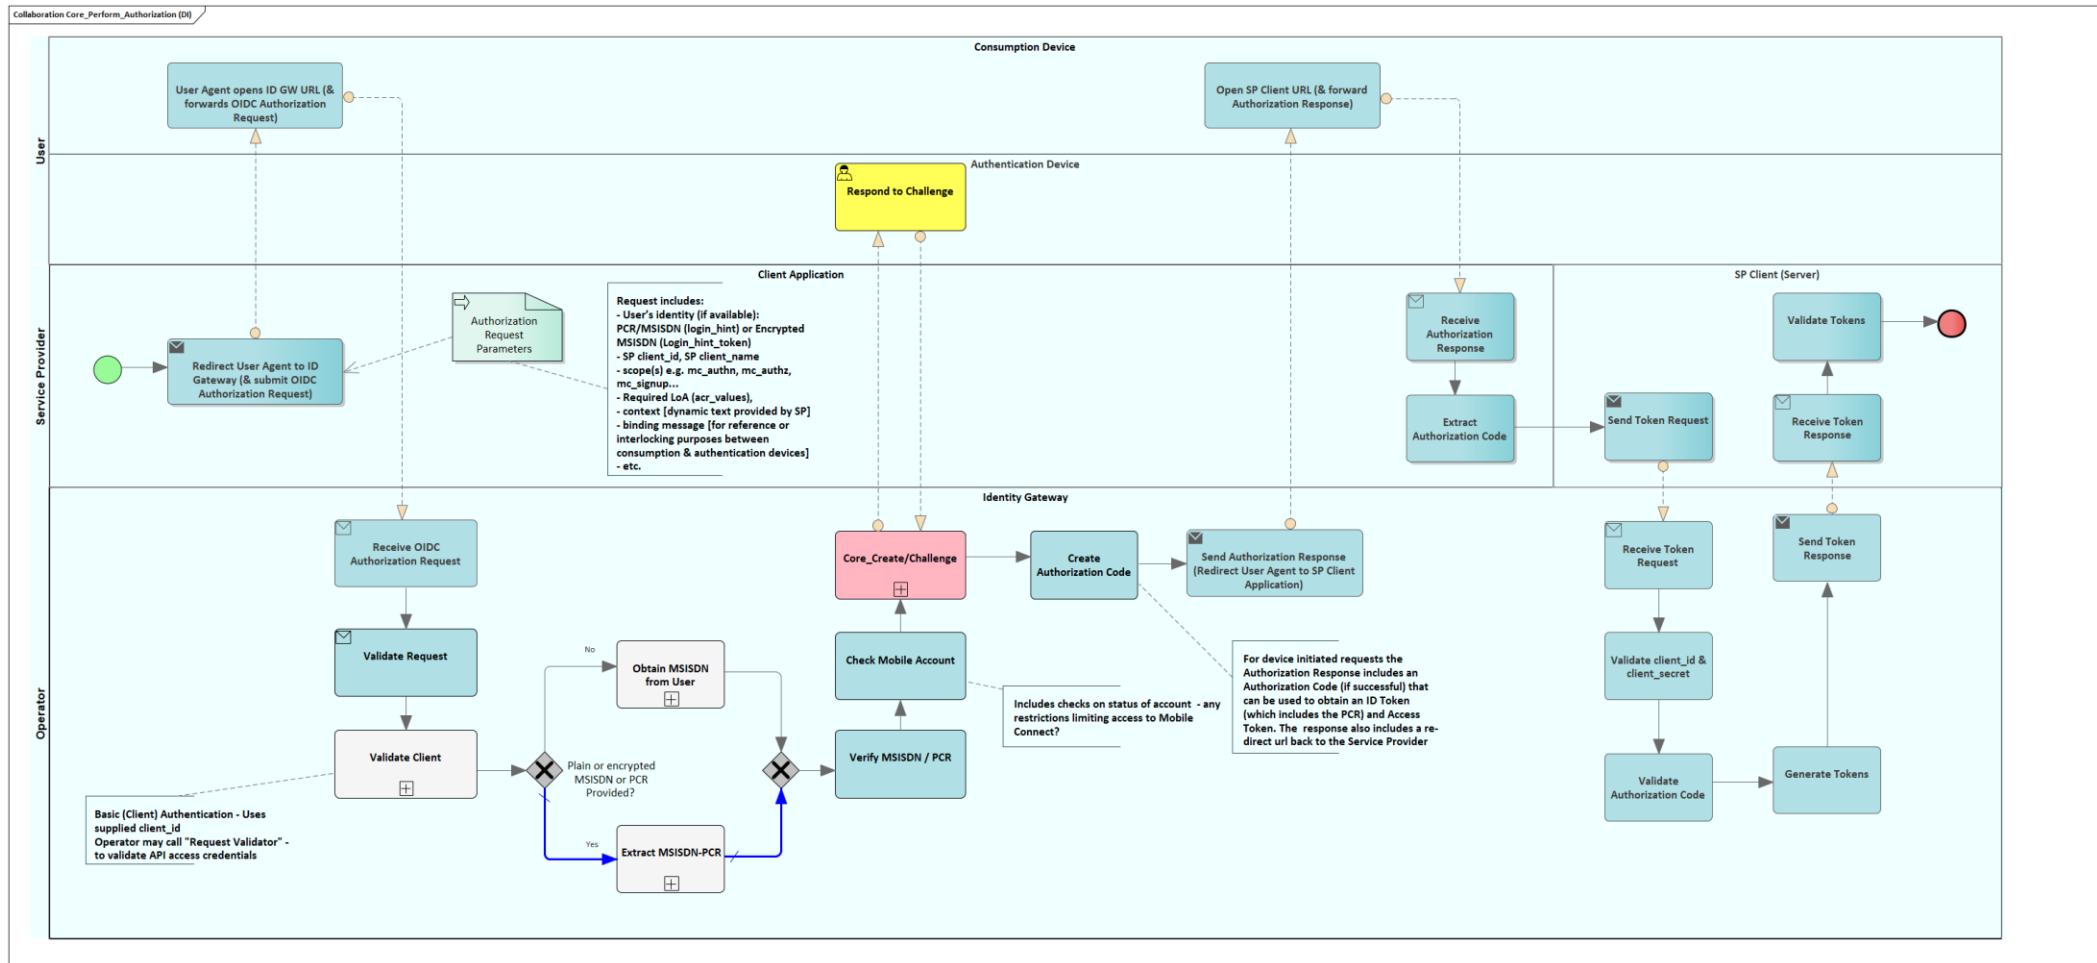 Collaboration Core_Perform_Authorization (DI)
Consumption Device
User
User Agent opens ID GW URL (&
forwards OIDC Authorization
Request)
Open SP Client URL (& forward
Authorization Response)
Authentication Device
Respond to Challenge
Service Provider
Client Application
SP Client (Server)
Redirect User Agent to ID
Gateway (& submit OIDC
Authorization Request)
Authorization
Request
Parameters
Request includes:
- User's identity (if available):
PCR/MSISDN (login_hint) or Encrypted
MSISDN (Login_hint_token)
- SP client_id, SP client_name
- scope(s) e.g. mc_authn, mc_authz,
mc_signup...
- Required LoA (acr_values),
- context [dynamic text provided by SP]
- binding message [for reference or
interlocking purposes between
consumption & authentication devices]
- etc.
Receive
Authorization
Response
Extract
Authorization Code
Send Token Request
Validate Tokens
Receive Token
Response
Operator
Identity Gateway
Receive OIDC
Authorization Request
Validate Request
Validate Client
Basic (Client) Authentication - Uses
supplied client_id
Operator may call "Request Validator" -
to validate API access credentials
Plain or encrypted
MSISDN or PCR
Provided?
No
Obtain MSISDN
from User
Yes
Extract MSISDN-PCR
Core_Create/Challenge
Check Mobile Account
Verify MSISDN / PCR
Includes checks on status of account - any
restrictions limiting access to Mobile
Connect?
Create
Authorization Code
Send Authorization Response
(Redirect User Agent to SP Client
Application)
For device initiated requests the
Authorization Response includes an
Authorization Code (if successful) that
can be used to obtain an ID Token
(which includes the PCR) and Access
Token. The response also includes a re-
direct url back to the Service Provider
Receive Token
Request
Validate client_id &
client_secret
Validate
Authorization Code
Generate Tokens
Send Token
Response